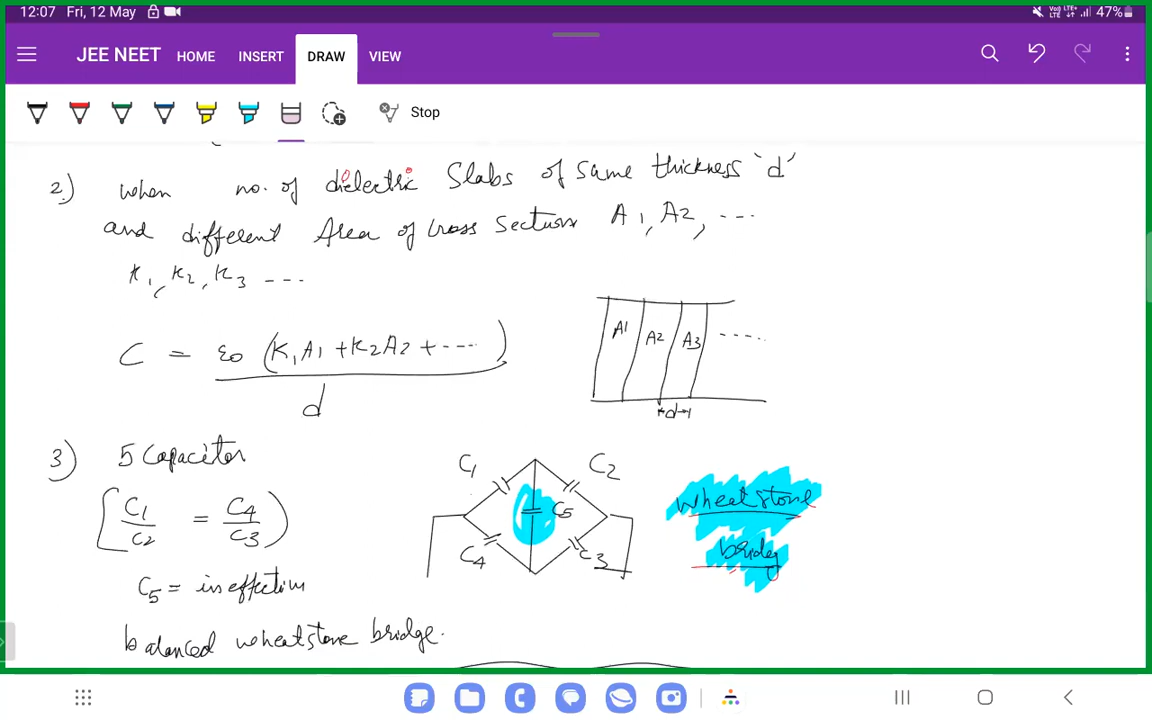 12:07 Fri, 12 May 47%
JEE NEET HOME INSERT DRAW VIEW
Stop
2.) when no. of dielectric Slabs of same thickness 'd'
and different Area of cross section A1, A2, ---
K1, K2, K3 ---
C = ε0 (K1A1 + K2A2 + ----)
d
A1 A2 A3 -----
d
3) 5 Capacitor
C1 C2
[C1/C2 = C4/C3)
C5
C4 C3
wheatstone
bridg
C5 = ineffective
balanced wheatstone bridge.